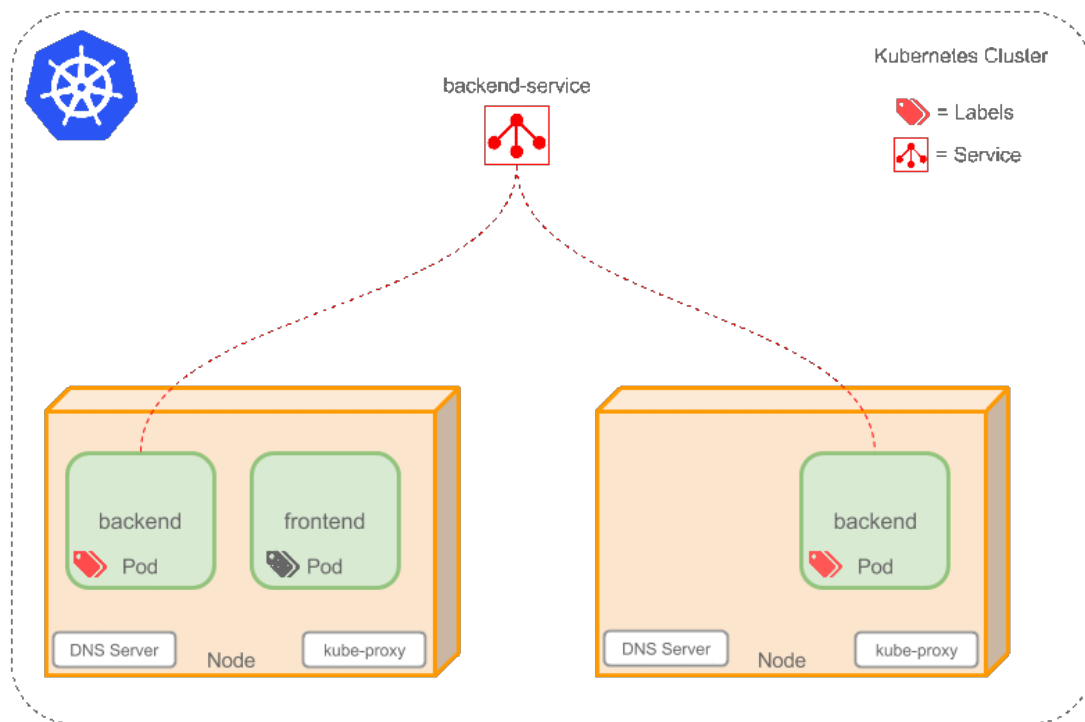 Kubernetes Cluster
backend-service
= Labels
= Service
backend
Pod
frontend
Pod
backend
Pod
DNS Server
Node
kube-proxy
DNS Server
Node
kube-proxy